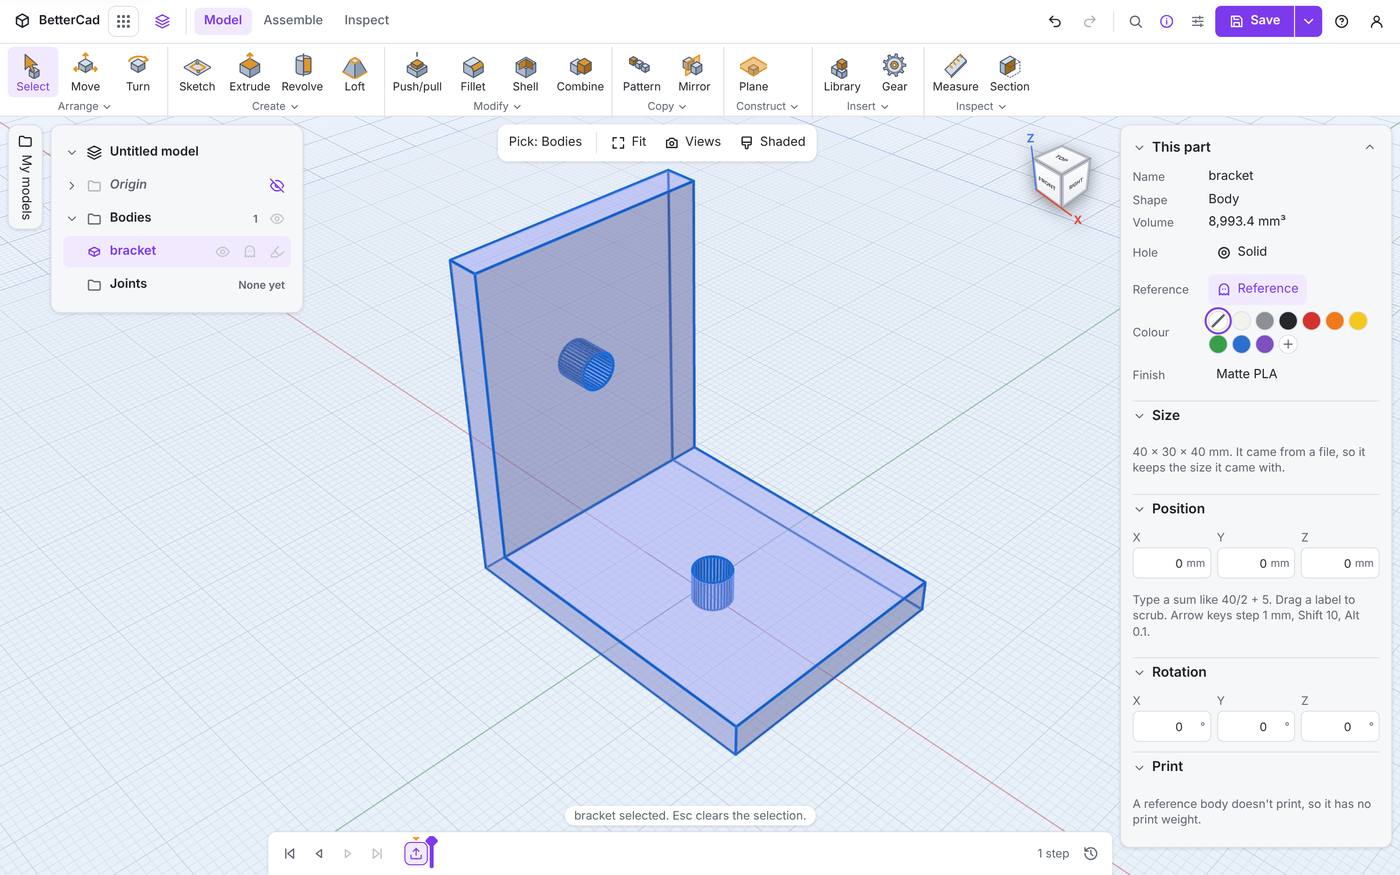 BetterCad
Model
Assemble
Inspect
Save
Select
Move
Turn
Sketch
Extrude
Revolve
Loft
Push/pull
Fillet
Shell
Combine
Pattern
Mirror
Plane
Library
Gear
Measure
Section
Arrange
Create
Modify
Copy
Construct
Insert
Inspect
My models
Untitled model
Origin
Bodies 1
bracket
Joints None yet
Pick: Bodies
Fit
Views
Shaded
Z
TOP
FRONT
RIGHT
X
This part
Name bracket
Shape Body
Volume 8,993.4 mm³
Hole Solid
Reference Reference
Colour
Finish Matte PLA
Size
40 × 30 × 40 mm. It came from a file, so it
keeps the size it came with.
Position
X Y Z
0 mm 0 mm 0 mm
Type a sum like 40/2 + 5. Drag a label to
scrub. Arrow keys step 1 mm, Shift 10, Alt
0.1.
Rotation
X Y Z
0 ° 0 ° 0 °
Print
A reference body doesn't print, so it has no
print weight.
bracket selected. Esc clears the selection.
1 step